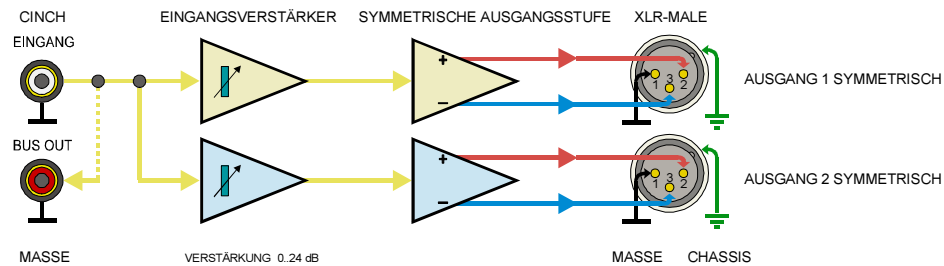 CINCH EINGANGSVERSTÄRKER SYMMETRISCHE AUSGANGSSTUFE XLR-MALE
EINGANG
+
1 3 2
AUSGANG 1 SYMMETRISCH
−
BUS OUT
+
1 3 2
AUSGANG 2 SYMMETRISCH
−
MASSE VERSTÄRKUNG 0..24 dB MASSE CHASSIS